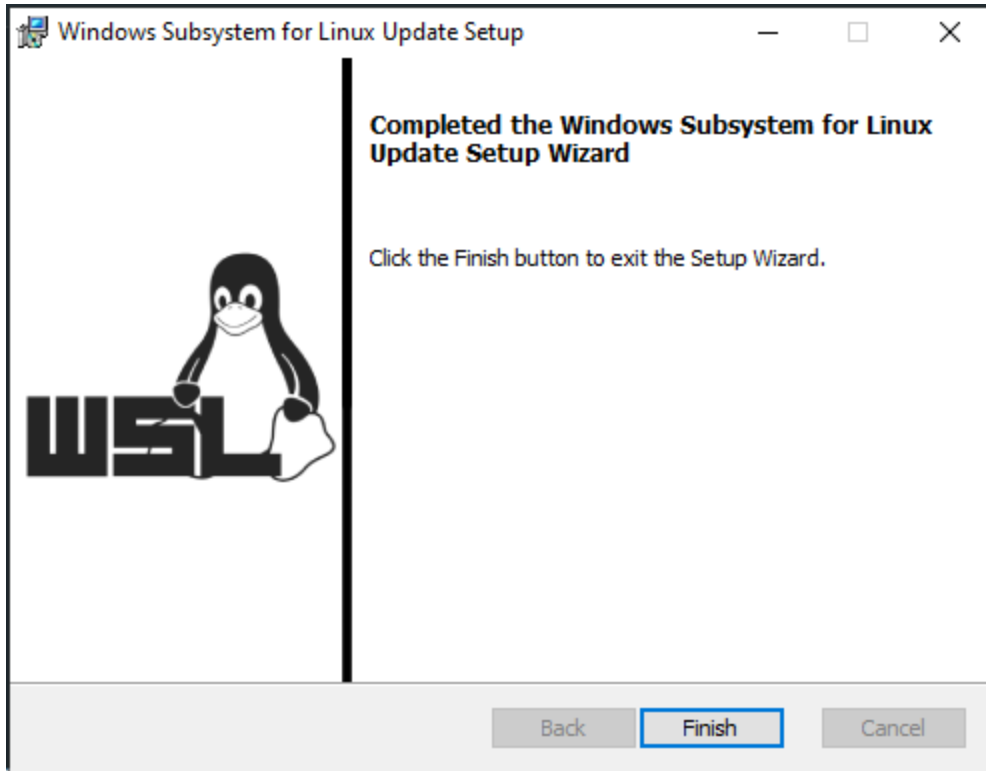 Windows Subsystem for Linux Update Setup
Completed the Windows Subsystem for Linux
Update Setup Wizard
Click the Finish button to exit the Setup Wizard.
WSL
Back
Finish
Cancel